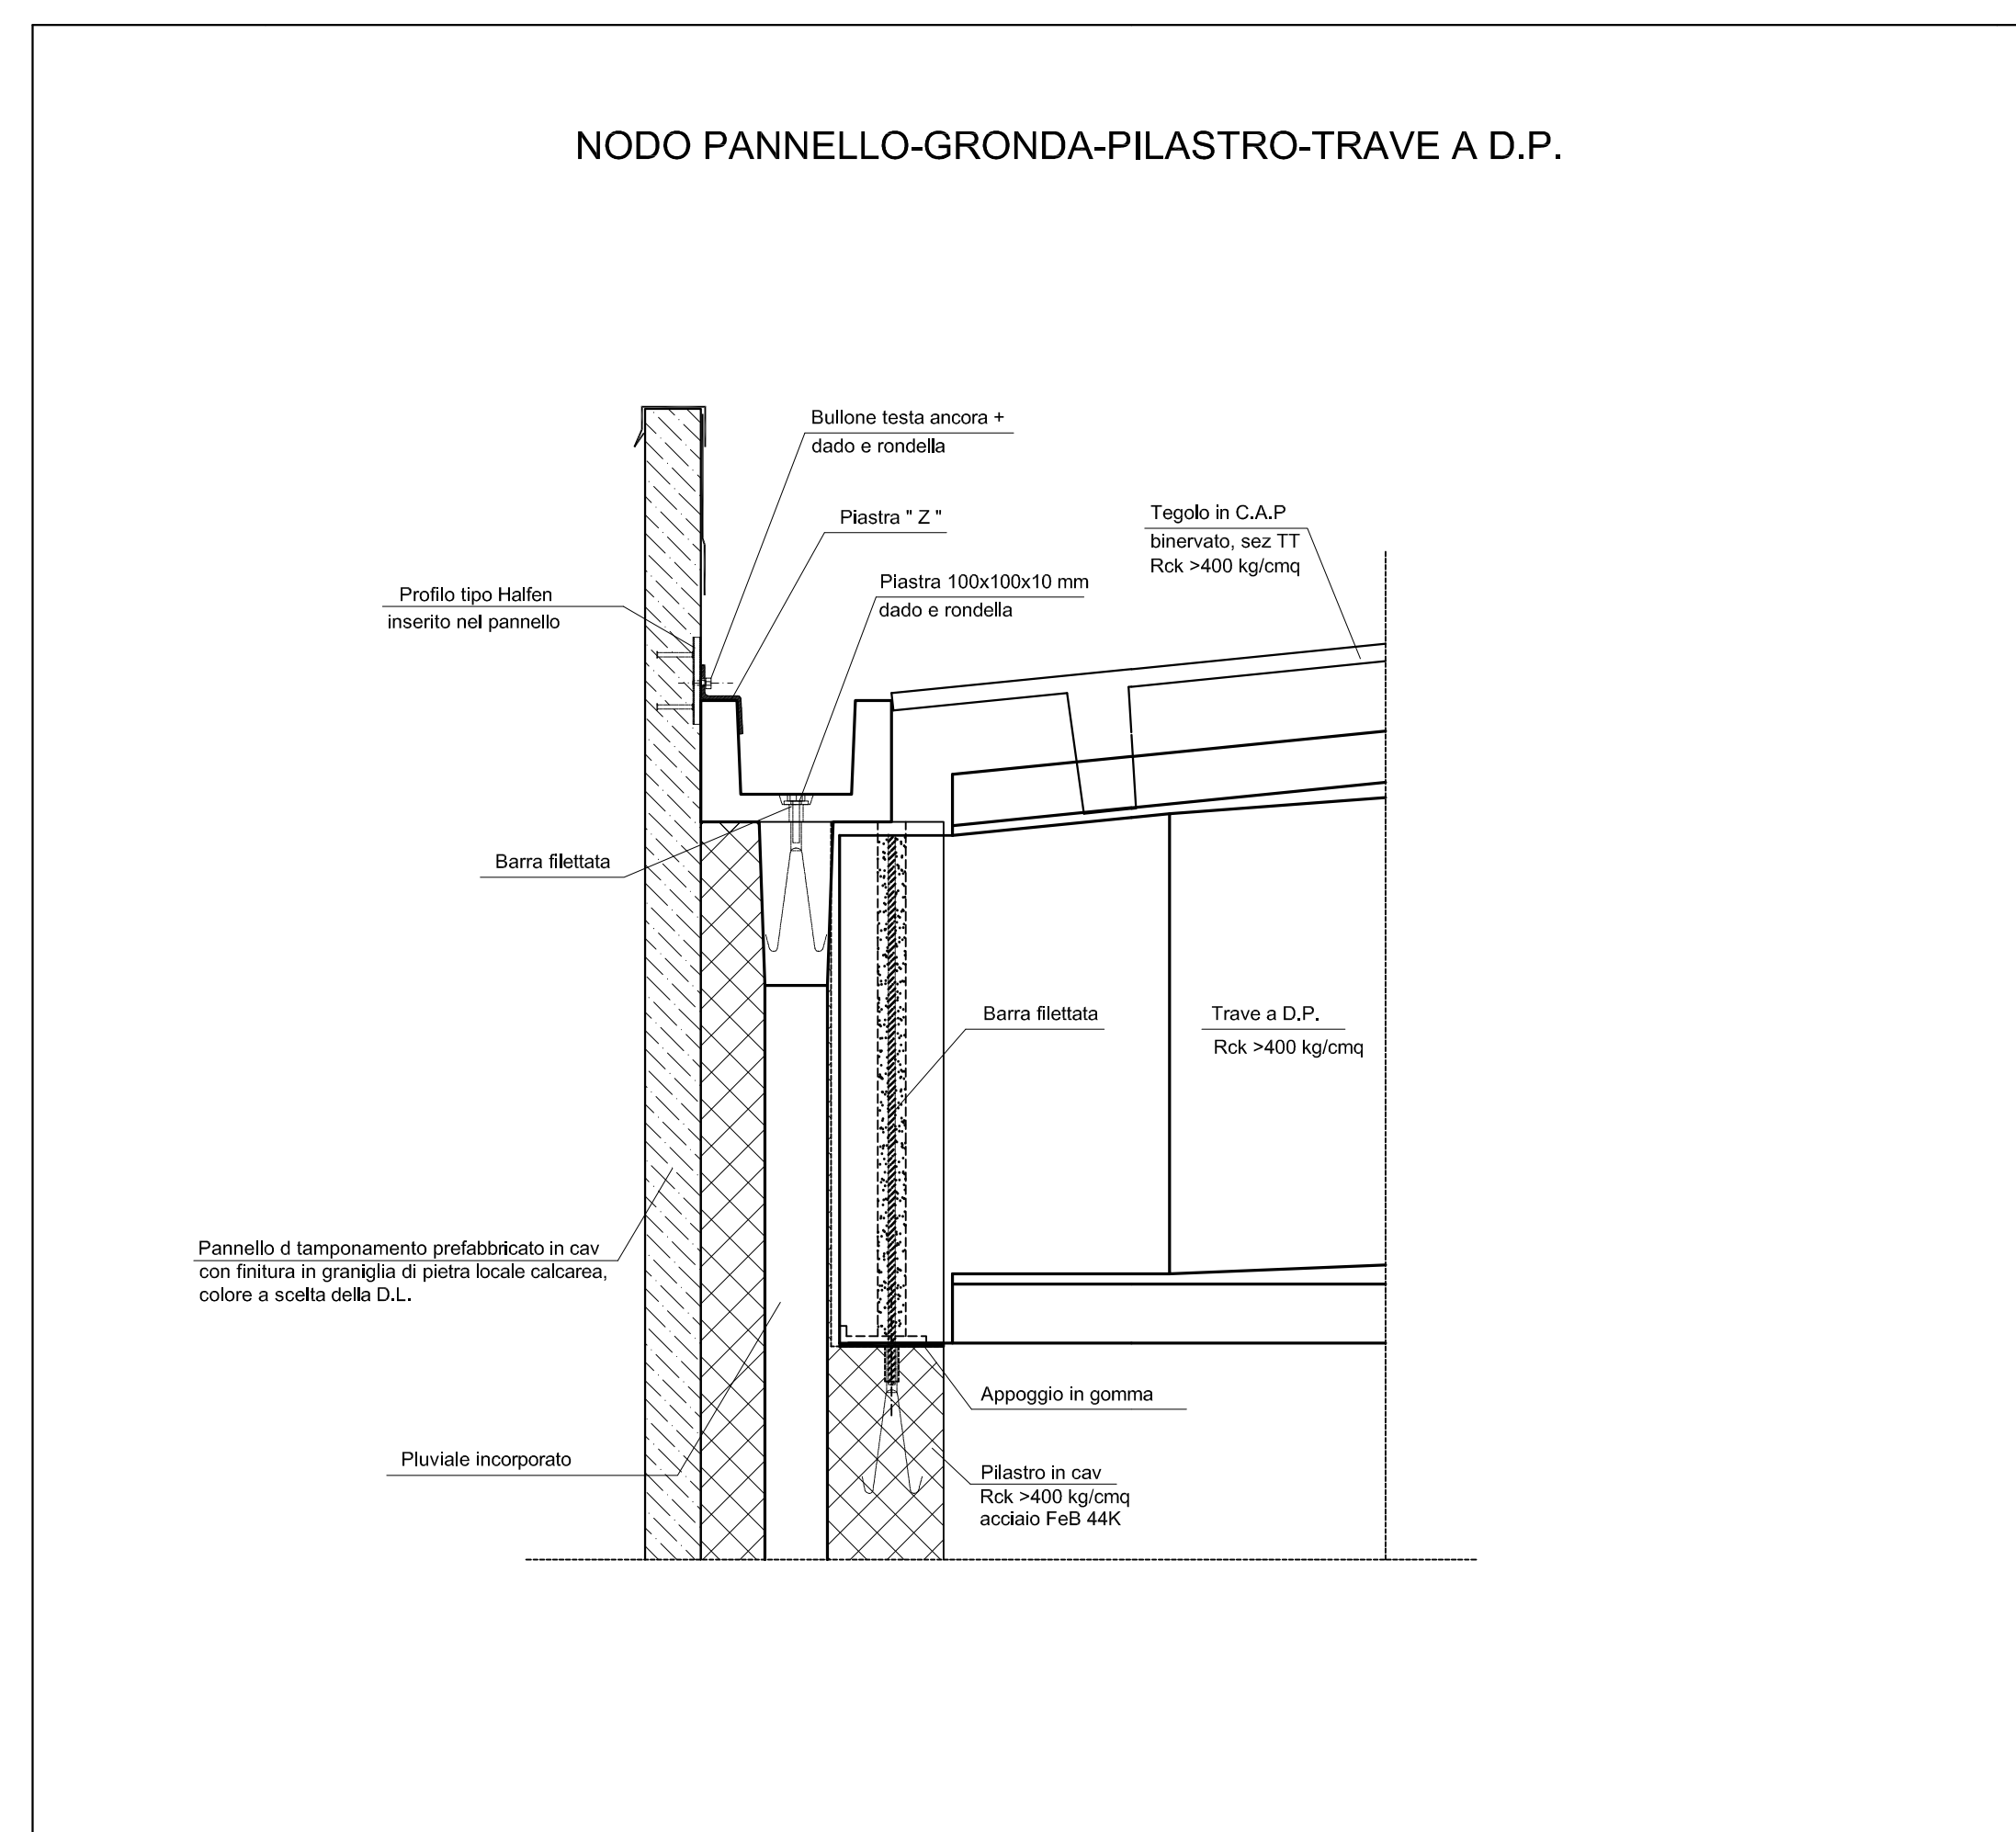 NODO PANNELLO-GRONDA-PILASTRO-TRAVE A D.P.
Bullone testa ancora +
dado e rondella
Piastra " Z "
Tegolo in C.A.P
binervato, sez TT
Rck >400 kg/cmq
Piastra 100x100x10 mm
dado e rondella
Profilo tipo Halfen
inserito nel pannello
Barra filettata
Barra filettata
Trave a D.P.
Rck >400 kg/cmq
Pannello d tamponamento prefabbricato in cav
con finitura in graniglia di pietra locale calcarea,
colore a scelta della D.L.
Appoggio in gomma
Pluviale incorporato
Pilastro in cav
Rck >400 kg/cmq
acciaio FeB 44K